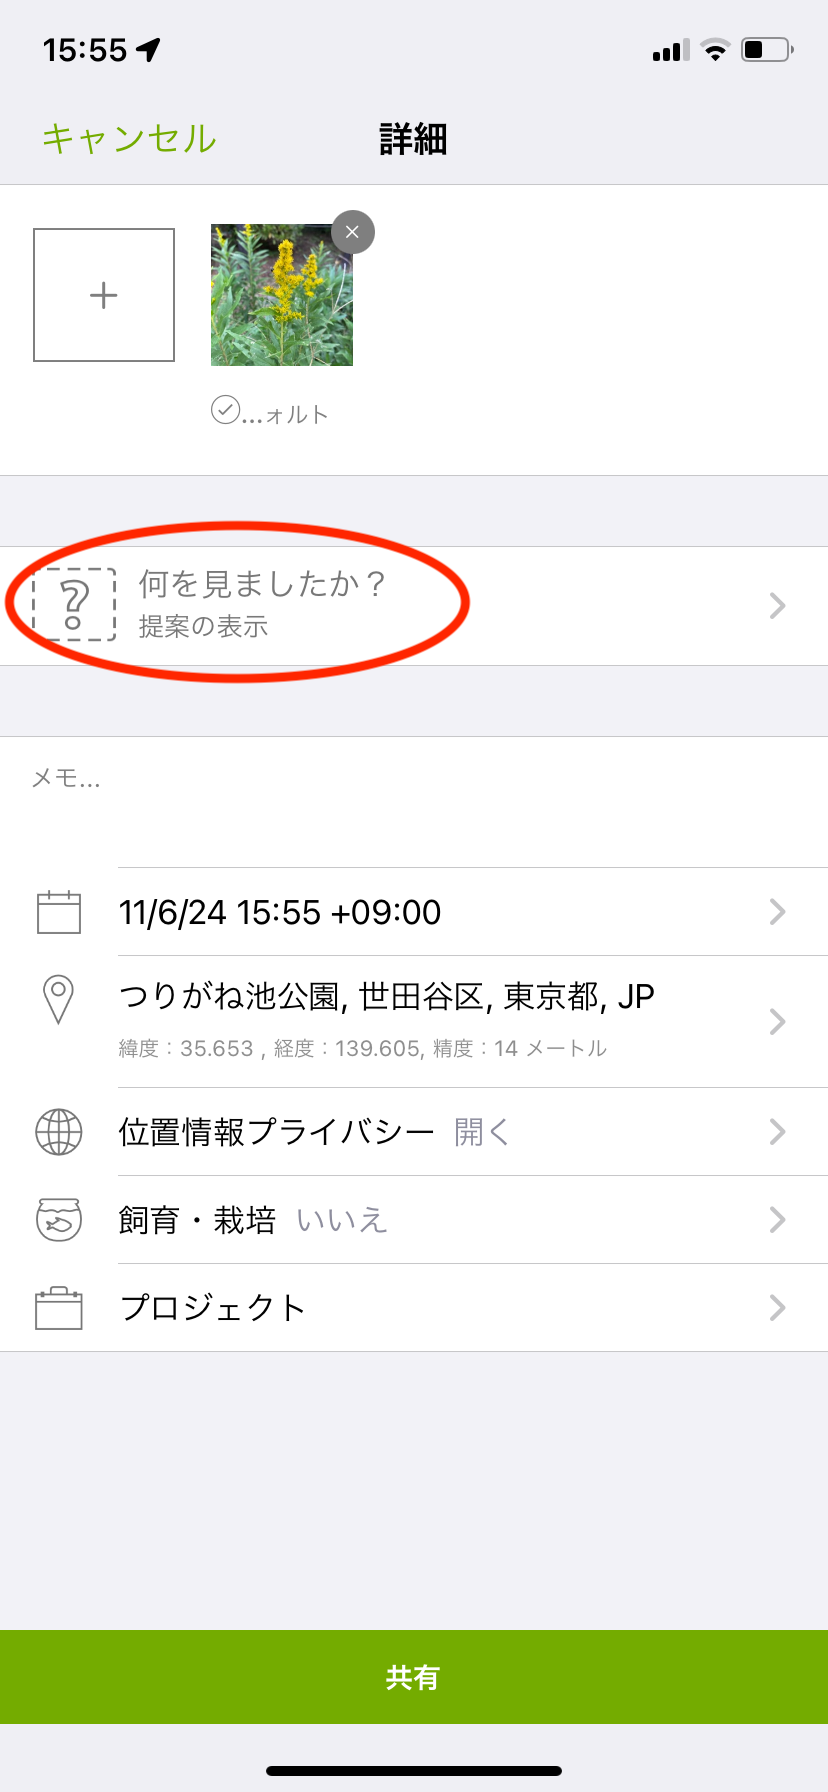 15:55
キャンセル
詳細
...ォルト
何を見ましたか？
提案の表示
メモ...
11/6/24 15:55 +09:00
つりがね池公園, 世田谷区, 東京都, JP
緯度：35.653 , 経度：139.605, 精度：14 メートル
位置情報プライバシー 開く
飼育・栽培 いいえ
プロジェクト
共有